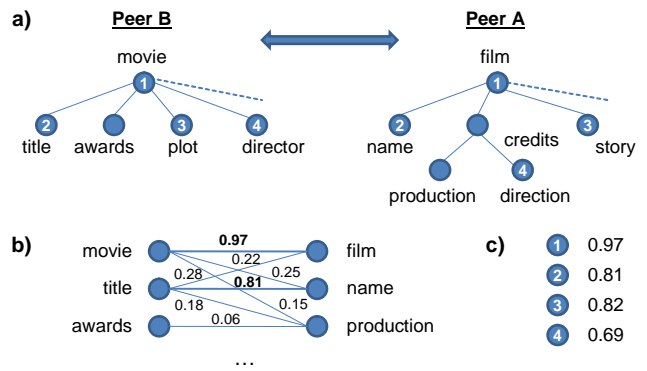 a) Peer B Peer A
movie film
1 1
2 3 4 2 3
title awards plot director name credits story
4
production direction
b) c)
movie 0.97 film 1 0.97
0.22
0.28 0.25
title 0.81 name 2 0.81
0.18 0.15
3 0.82
awards 0.06 production
4 0.69
...